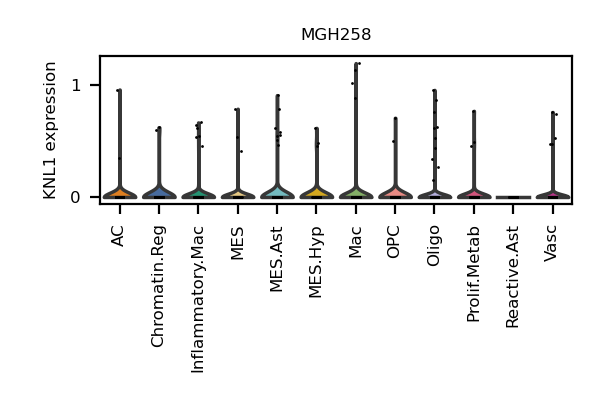 MGH258
KNL1 expression
1
0
AC
Chromatin.Reg
Inflammatory.Mac
MES
MES.Ast
MES.Hyp
Mac
OPC
Oligo
Prolif.Metab
Reactive.Ast
Vasc